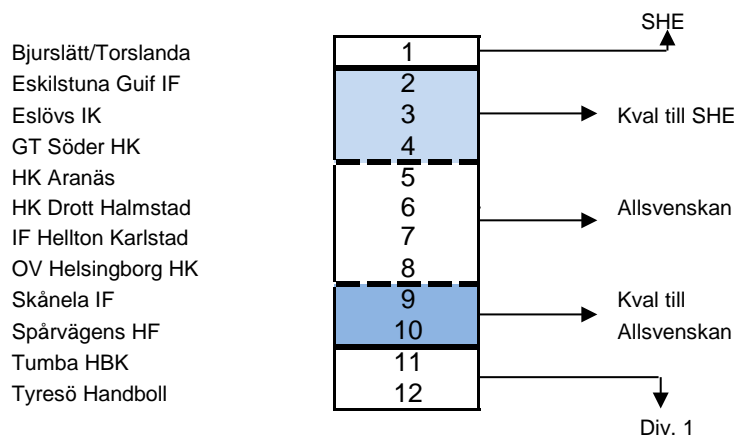 SHE
Bjurslätt/Torslanda 1
Eskilstuna Guif IF 2
Eslövs IK 3 Kval till SHE
GT Söder HK 4
HK Aranäs 5
HK Drott Halmstad 6 Allsvenskan
IF Hellton Karlstad 7
OV Helsingborg HK 8
Skånela IF 9 Kval till
Spårvägens HF 10 Allsvenskan
Tumba HBK 11
Tyresö Handboll 12
Div. 1